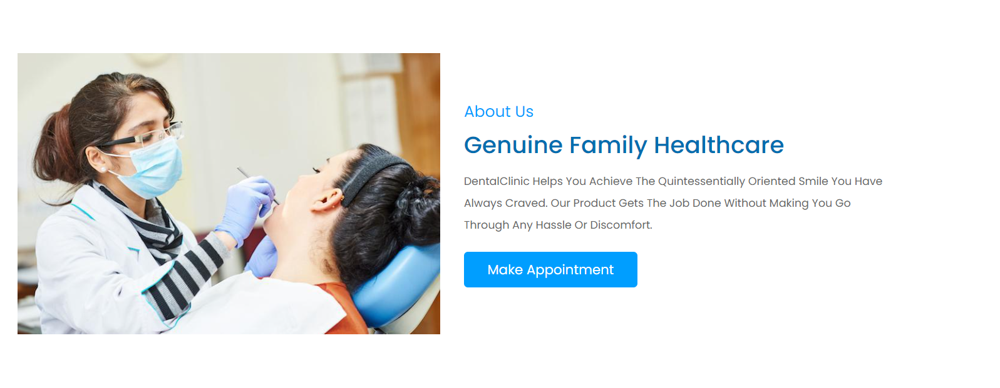 About Us
Genuine Family Healthcare
DentalClinic Helps You Achieve The Quintessentially Oriented Smile You Have
Always Craved. Our Product Gets The Job Done Without Making You Go
Through Any Hassle Or Discomfort.
Make Appointment